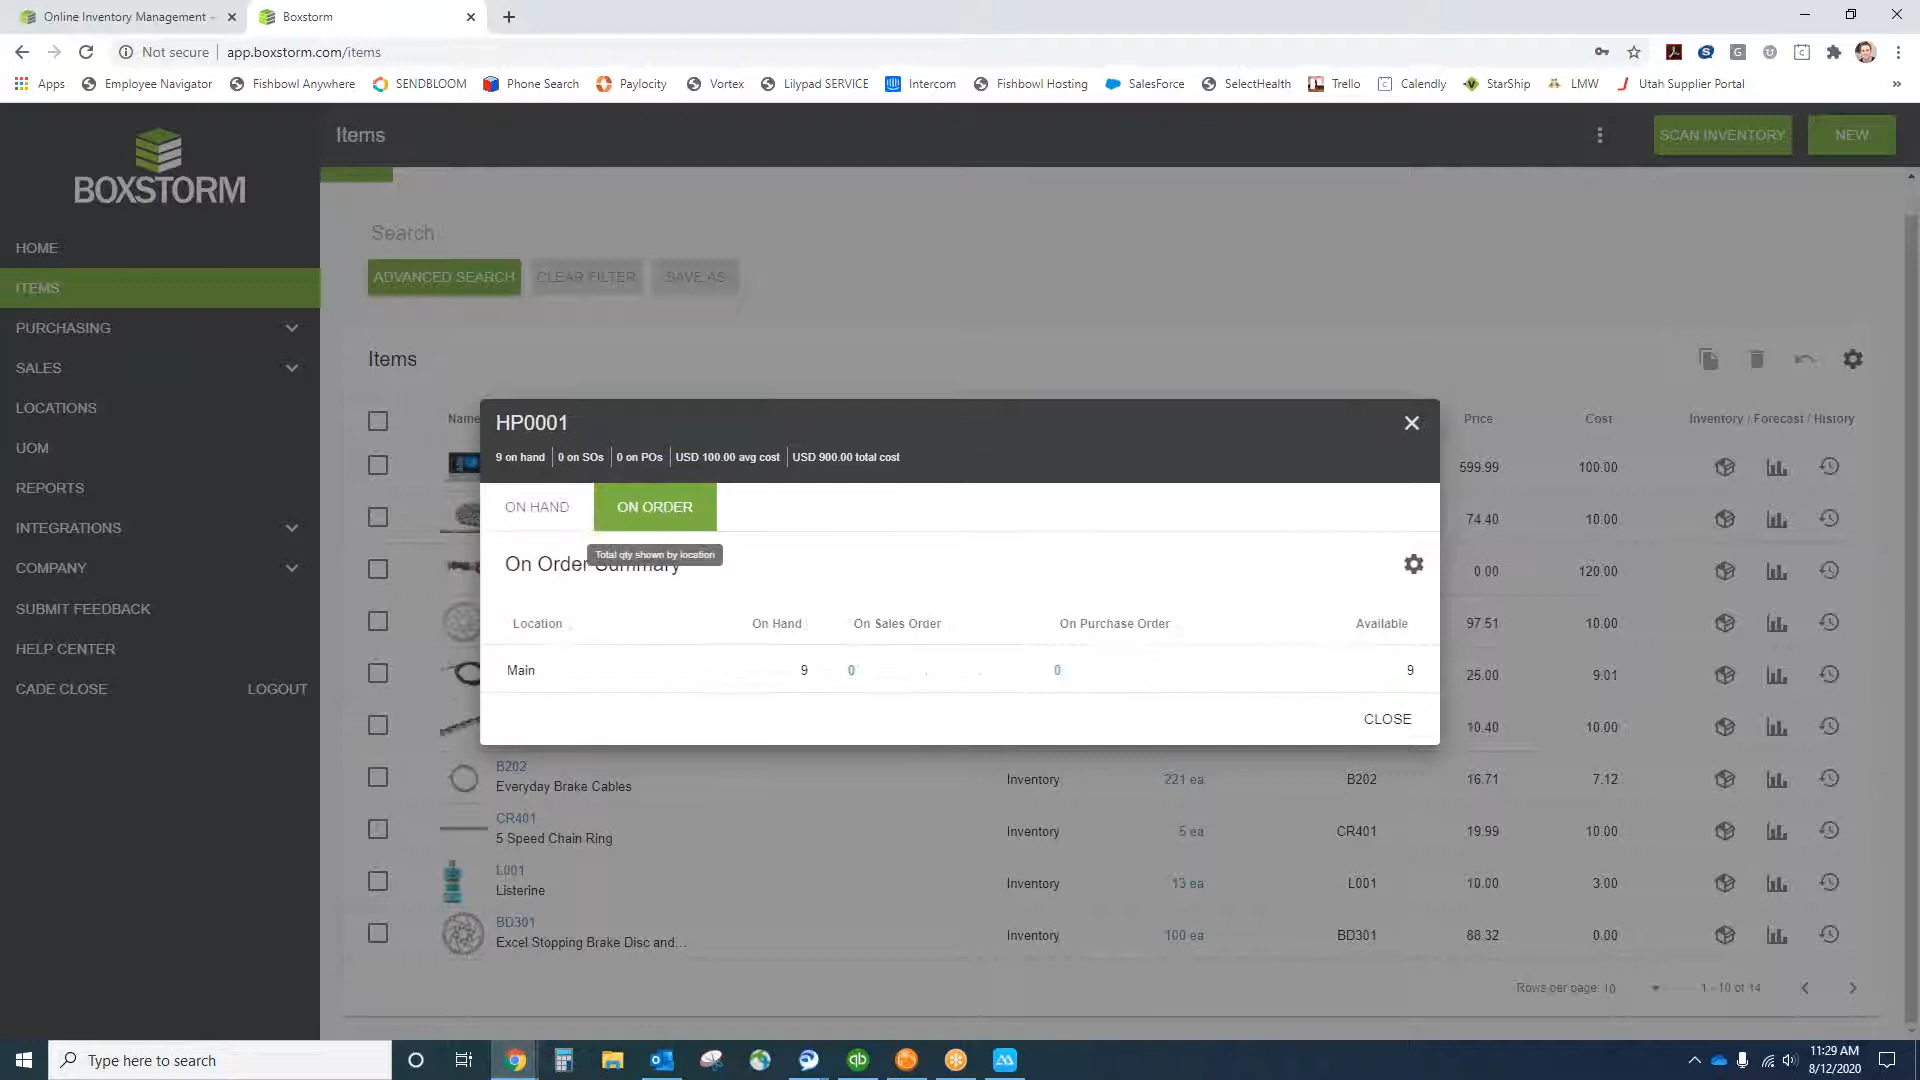 Online Inventory Management -
Boxstorm
Not secure
app.boxstorm.com/items
Apps
Employee Navigator
Fishbowl Anywhere
SENDBLOOM
Phone Search
Paylocity
Vortex
Lilypad SERVICE
Intercom
Fishbowl Hosting
SalesForce
SelectHealth
Trello
Calendly
StarShip
LMW
Utah Supplier Portal
BOXSTORM
HOME
ITEMS
PURCHASING
SALES
LOCATIONS
UOM
REPORTS
INTEGRATIONS
COMPANY
SUBMIT FEEDBACK
HELP CENTER
CADE CLOSE LOGOUT
Items
SCAN INVENTORY
NEW
Search
ADVANCED SEARCH
CLEAR FILTER
SAVE AS
Items
Name Price Cost Inventory / Forecast / History
HP0001
9 on hand 0 on SOs 0 on POs USD 100.00 avg cost USD 900.00 total cost
ON HAND ON ORDER
Total qty shown by location
On Order Summary
Location On Hand On Sales Order On Purchase Order Available
Main 9 0 0 9
CLOSE
599.99 100.00
74.40 10.00
0.00 120.00
97.51 10.00
25.00 9.01
10.40 10.00
B202
Everyday Brake Cables
Inventory 221 ea B202 16.71 7.12
CR401
5 Speed Chain Ring
Inventory 5 ea CR401 19.99 10.00
L001
Listerine
Inventory 13 ea L001 10.00 3.00
BD301
Excel Stopping Brake Disc and...
Inventory 100 ea BD301 88.32 0.00
Rows per page: 10 1 - 10 of 14
Type here to search
11:29 AM
8/12/2020